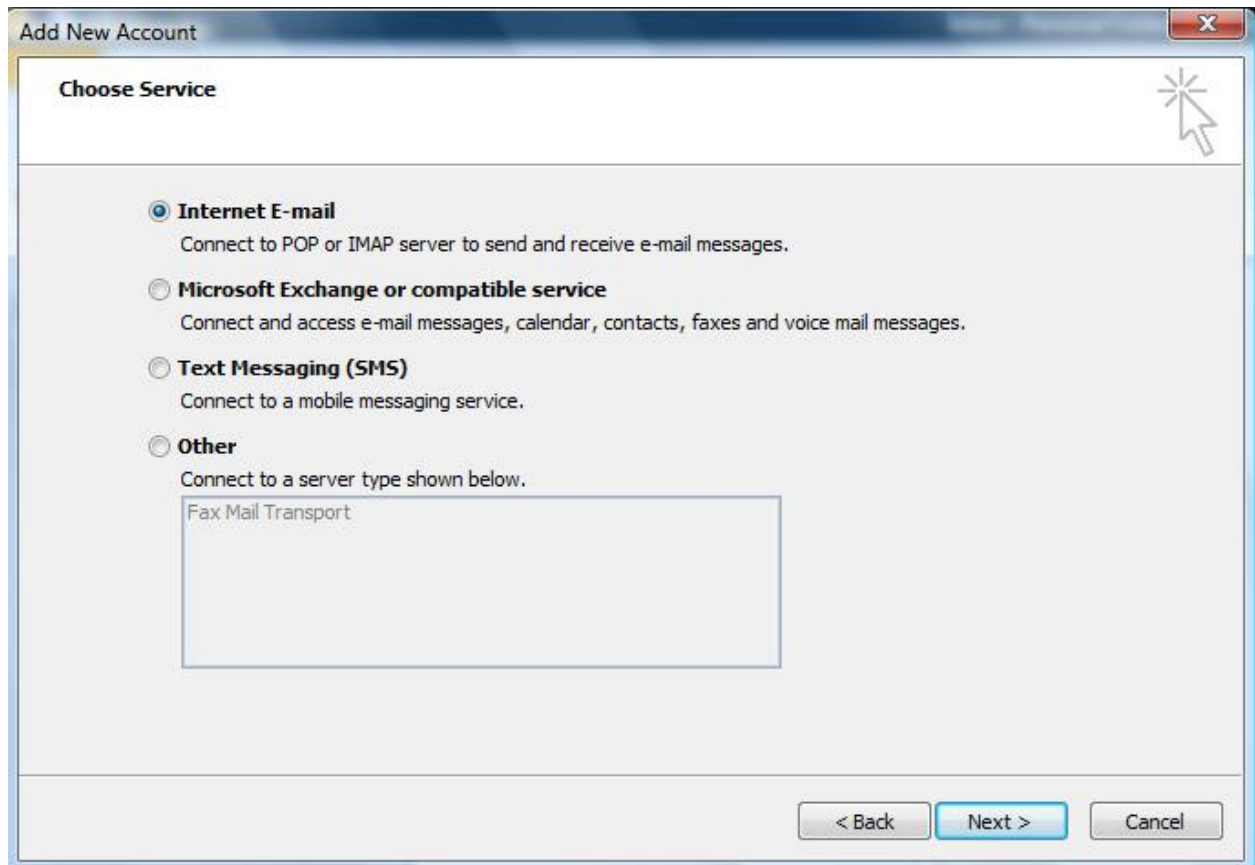 Add New Account
Choose Service
Internet E-mail
Connect to POP or IMAP server to send and receive e-mail messages.
Microsoft Exchange or compatible service
Connect and access e-mail messages, calendar, contacts, faxes and voice mail messages.
Text Messaging (SMS)
Connect to a mobile messaging service.
Other
Connect to a server type shown below.
Fax Mail Transport
< Back Next > Cancel